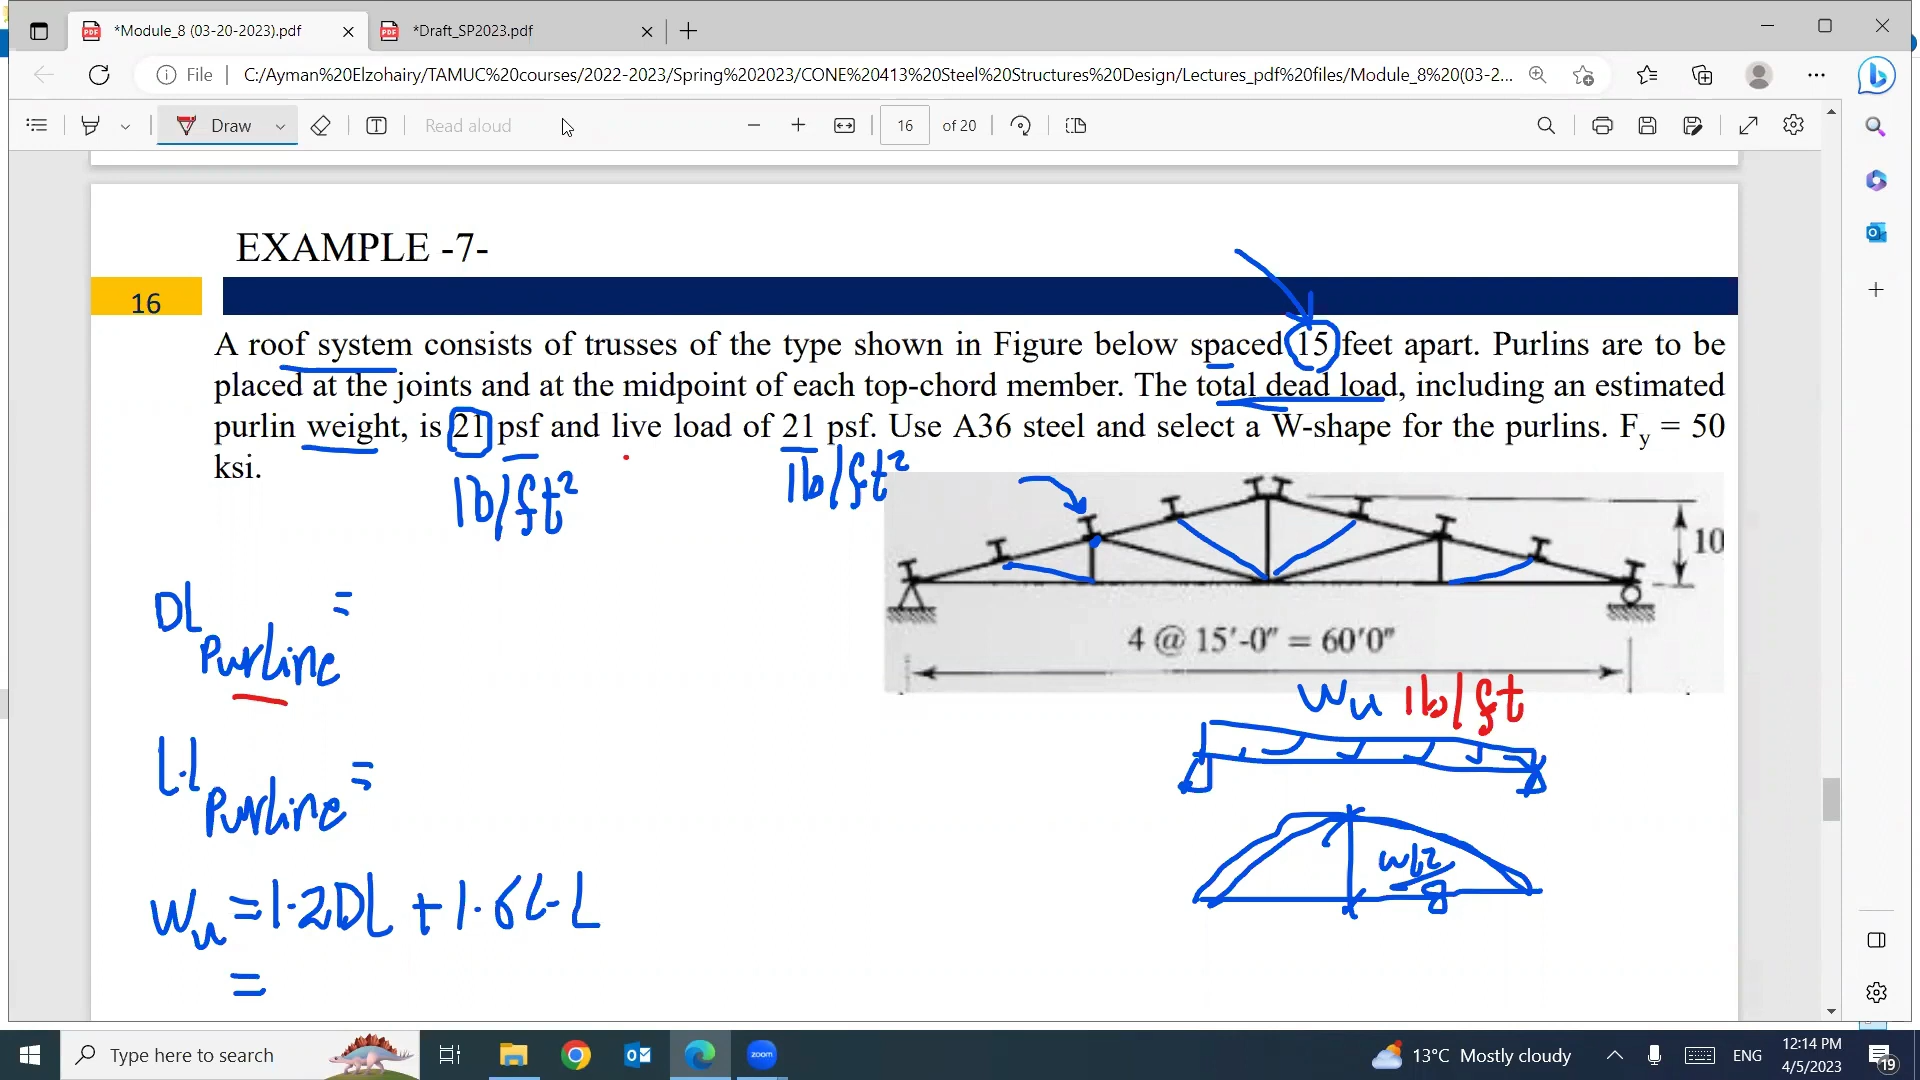 *Module_8 (03-20-2023).pdf
*Draft_SP2023.pdf
File C:/Ayman%20Elzohairy/TAMUC%20courses/2022-2023/Spring%202023/CONE%20413%20Steel%20Structures%20Design/Lectures_pdf%20files/Module_8%20(03-2...
Draw
Read aloud
16 of 20
EXAMPLE -7-
16
A roof system consists of trusses of the type shown in Figure below spaced 15 feet apart. Purlins are to be
placed at the joints and at the midpoint of each top-chord member. The total dead load, including an estimated
purlin weight, is 21 psf and live load of 21 psf. Use A36 steel and select a W-shape for the purlins. Fy = 50
ksi.
lb/ft²
lb/ft²
10
4 @ 15'-0" = 60'0"
DL Purline =
Wu lb/ft
L.L Purline =
wL²/8
Wu = 1.2DL + 1.6L.L
=
Type here to search
zoom
13°C Mostly cloudy
ENG
12:14 PM
4/5/2023
19